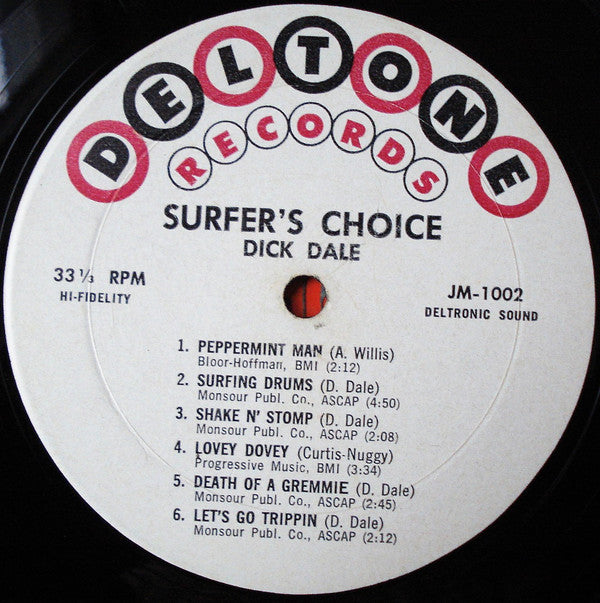 DELTONE
RECORDS
SURFER'S CHOICE
DICK DALE
33 ⅓ RPM
HI-FIDELITY
JM-1002
DELTRONIC SOUND
1. PEPPERMINT MAN (A. Willis)
Bloor-Hoffman, BMI (2:12)
2. SURFING DRUMS (D. Dale)
Monsour Publ. Co., ASCAP (4:50)
3. SHAKE N' STOMP (D. Dale)
Monsour Publ. Co., ASCAP (2:08)
4. LOVEY DOVEY (Curtis-Nuggy)
Progressive Music, BMI (3:34)
5. DEATH OF A GREMMIE (D. Dale)
Monsour Publ. Co., ASCAP (2:45)
6. LET'S GO TRIPPIN (D. Dale)
Monsour Publ. Co., ASCAP (2:12)